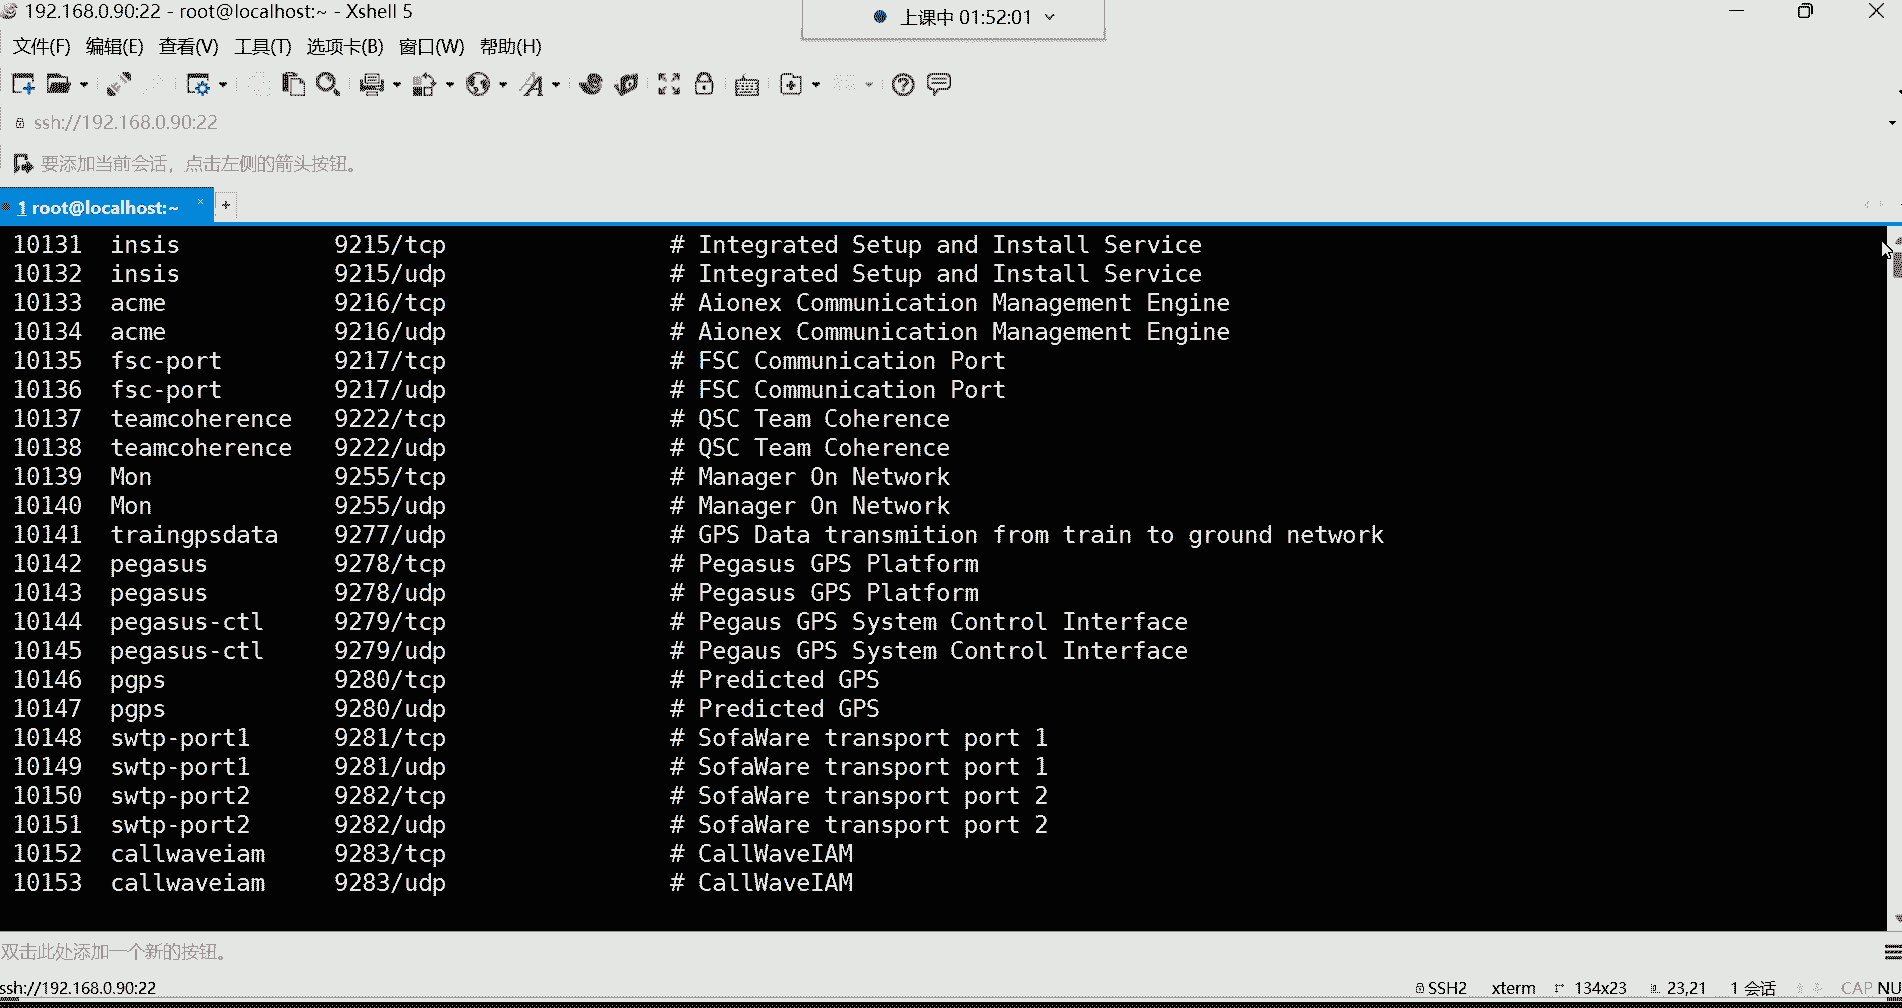 192.168.0.90:22 - root@localhost:~ - Xshell 5
上课中 01:52:01
文件(F) 编辑(E) 查看(V) 工具(T) 选项卡(B) 窗口(W) 帮助(H)
ssh://192.168.0.90:22
要添加当前会话，点击左侧的箭头按钮。
1 root@localhost:~ × +
10131 insis 9215/tcp # Integrated Setup and Install Service
10132 insis 9215/udp # Integrated Setup and Install Service
10133 acme 9216/tcp # Aionex Communication Management Engine
10134 acme 9216/udp # Aionex Communication Management Engine
10135 fsc-port 9217/tcp # FSC Communication Port
10136 fsc-port 9217/udp # FSC Communication Port
10137 teamcoherence 9222/tcp # QSC Team Coherence
10138 teamcoherence 9222/udp # QSC Team Coherence
10139 Mon 9255/tcp # Manager On Network
10140 Mon 9255/udp # Manager On Network
10141 traingpsdata 9277/udp # GPS Data transmition from train to ground network
10142 pegasus 9278/tcp # Pegasus GPS Platform
10143 pegasus 9278/udp # Pegasus GPS Platform
10144 pegasus-ctl 9279/tcp # Pegaus GPS System Control Interface
10145 pegasus-ctl 9279/udp # Pegaus GPS System Control Interface
10146 pgps 9280/tcp # Predicted GPS
10147 pgps 9280/udp # Predicted GPS
10148 swtp-port1 9281/tcp # SofaWare transport port 1
10149 swtp-port1 9281/udp # SofaWare transport port 1
10150 swtp-port2 9282/tcp # SofaWare transport port 2
10151 swtp-port2 9282/udp # SofaWare transport port 2
10152 callwaveiam 9283/tcp # CallWaveIAM
10153 callwaveiam 9283/udp # CallWaveIAM
双击此处添加一个新的按钮。
ssh://192.168.0.90:22 SSH2 xterm 134x23 23,21 1 会话 CAP NU